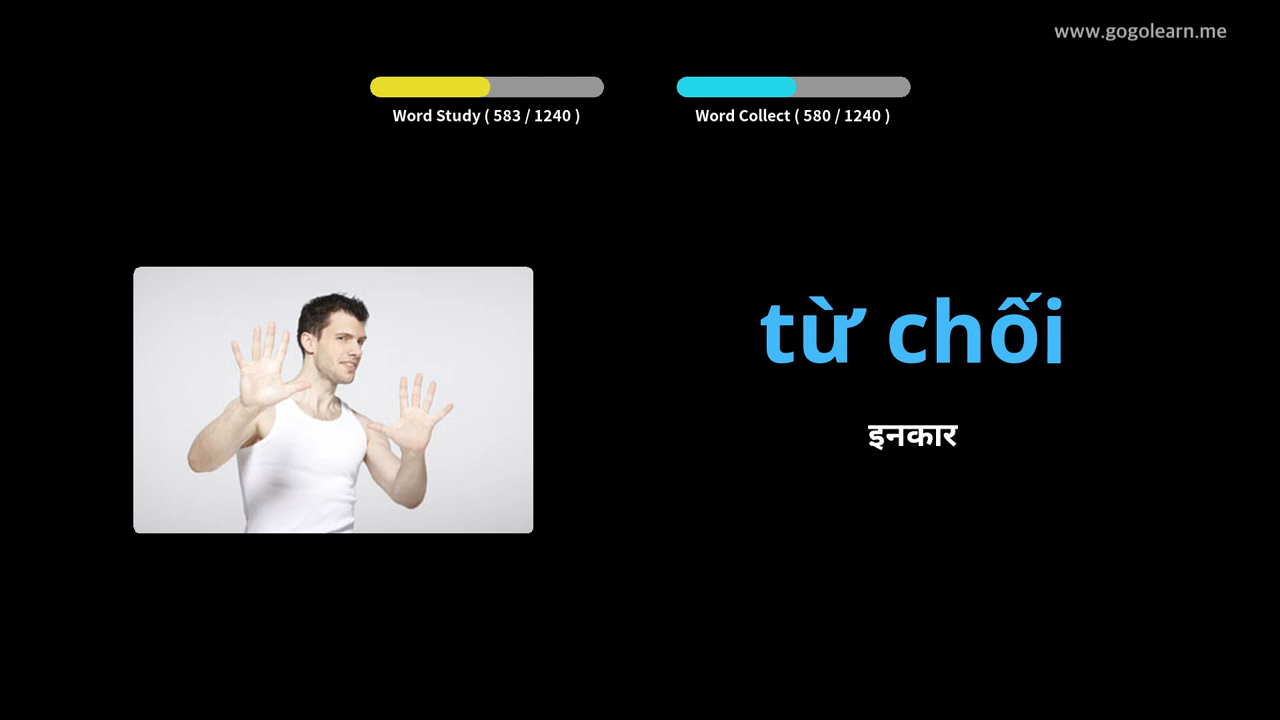 www.gogolearn.me
Word Study ( 583 / 1240 )
Word Collect ( 580 / 1240 )
từ chối
इनकार